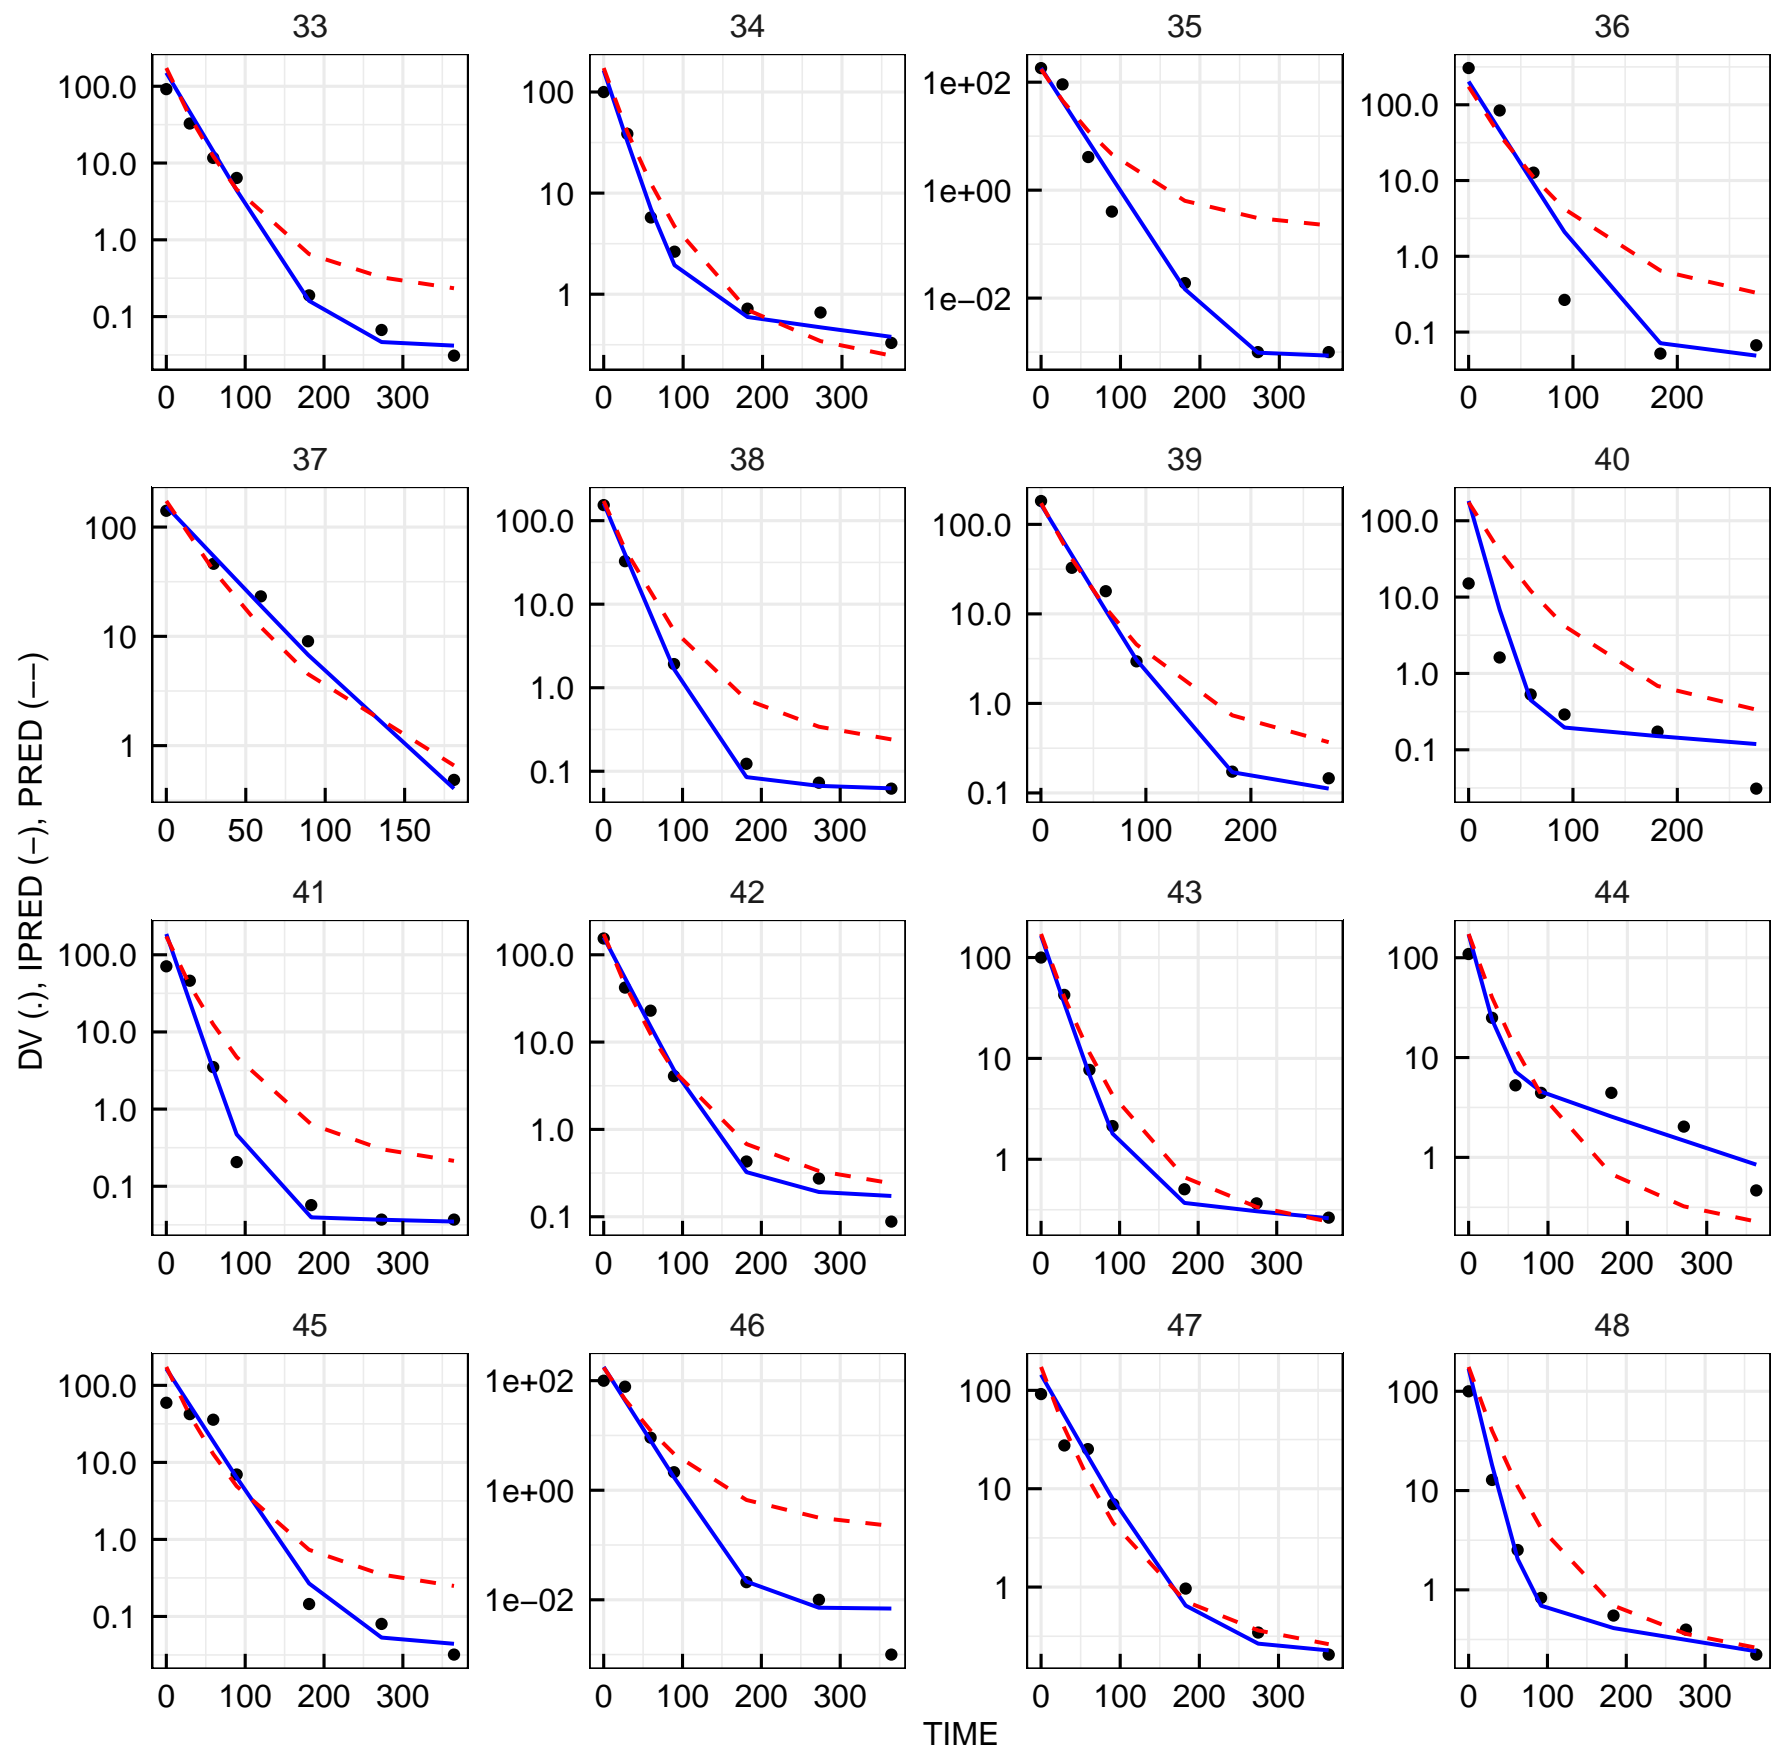 33 34 35 36
100.0 100 1e+02 100.0
10.0 10 1e+00 10.0
1.0 1 1e−02 1.0
0.1 0.1
0 100 200 300 0 100 200 300 0 100 200 300 0 100 200
37 38 39 40
100 100.0 100.0 100.0
10 10.0 10.0 10.0
1 1.0 1.0 1.0
0.1 0.1 0.1
0 50 100 150 0 100 200 300 0 100 200 0 100 200
41 42 43 44
100.0 100.0 100 100
10.0 10.0 10 10
1.0 1.0 1 1
0.1 0.1
0 100 200 300 0 100 200 300 0 100 200 300 0 100 200 300
45 46 47 48
100.0 1e+02 100 100
10.0 1e+00 10 10
1.0 1e−02 1 1
0.1
0 100 200 300 0 100 200 300 0 100 200 300 0 100 200 300
TIME
DV (.), IPRED (−), PRED (−−)